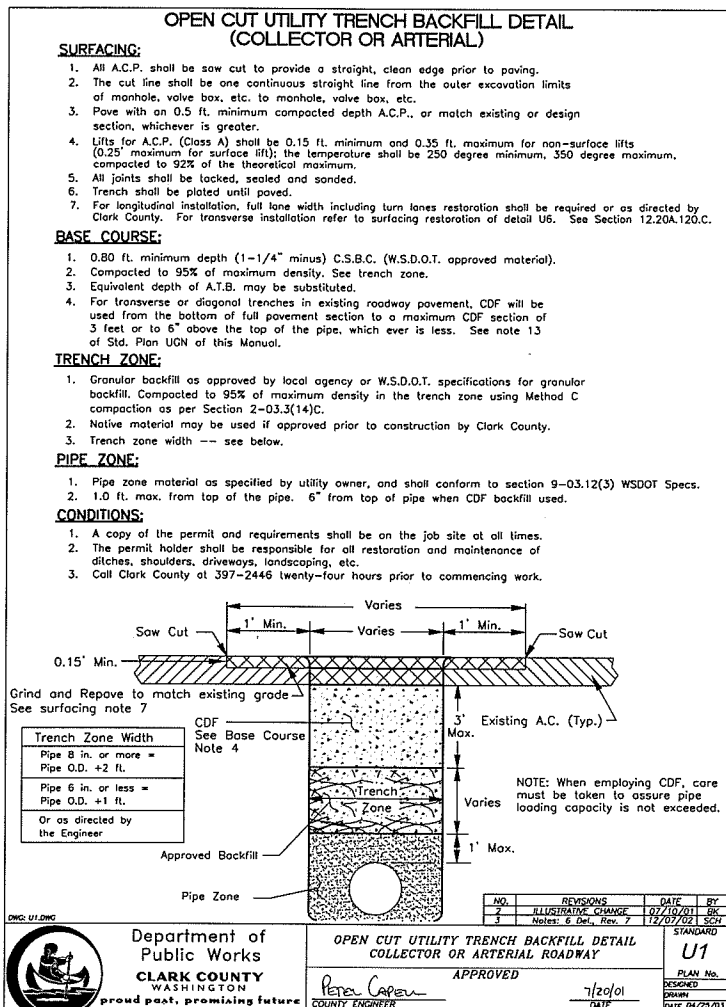 OPEN CUT UTILITY TRENCH BACKFILL DETAIL
(COLLECTOR OR ARTERIAL)
SURFACING:
1. All A.C.P. shall be saw cut to provide a straight, clean edge prior to paving.
2. The cut line shall be one continuous straight line from the outer excavation limits
of manhole, valve box, etc. to manhole, valve box, etc.
3. Pave with an 0.5 ft. minimum compacted depth A.C.P., or match existing or design
section, whichever is greater.
4. Lifts for A.C.P. (Class A) shall be 0.15 ft. minimum and 0.35 ft. maximum for non-surface lifts
(0.25' maximum for surface lift); the temperature shall be 250 degree minimum, 350 degree maximum,
compacted to 92% of the theoretical maximum.
5. All joints shall be tacked, sealed and sanded.
6. Trench shall be plated until paved.
7. For longitudinal installation, full lane width including turn lanes restoration shall be required or as directed by
Clark County. For transverse installation refer to surfacing restoration of detail U6. See Section 12.20A.120.C.
BASE COURSE:
1. 0.80 ft. minimum depth (1-1/4" minus) C.S.B.C. (W.S.D.O.T. approved material).
2. Compacted to 95% of maximum density. See trench zone.
3. Equivalent depth of A.T.B. may be substituted.
4. For transverse or diagonal trenches in existing roadway pavement, CDF will be
used from the bottom of full pavement section to a maximum CDF section of
3 feet or to 6" above the top of the pipe, which ever is less. See note 13
of Std. Plan UGN of this Manual.
TRENCH ZONE:
1. Granular backfill as approved by local agency or W.S.D.O.T. specifications for granular
backfill. Compacted to 95% of maximum density in the trench zone using Method C
compaction as per Section 2-03.3(14)C.
2. Native material may be used if approved prior to construction by Clark County.
3. Trench zone width -- see below.
PIPE ZONE:
1. Pipe zone material as specified by utility owner, and shall conform to section 9-03.12(3) WSDOT Specs.
2. 1.0 ft. max. from top of the pipe. 6" from top of pipe when CDF backfill used.
CONDITIONS:
1. A copy of the permit and requirements shall be on the job site at all times.
2. The permit holder shall be responsible for all restoration and maintenance of
ditches, shoulders, driveways, landscaping, etc.
3. Call Clark County at 397-2446 twenty-four hours prior to commencing work.
Varies
1' Min. Varies 1' Min.
Saw Cut Saw Cut
0.15' Min.
Grind and Repove to match existing grade
See surfacing note 7
CDF
See Base Course
Note 4
3'
Max.
Existing A.C. (Typ.)
Trench Zone Width
Pipe 8 in. or more =
Pipe O.D. +2 ft.
Pipe 6 in. or less =
Pipe O.D. +1 ft.
Or as directed by
the Engineer
Trench
Zone
Varies
NOTE: When employing CDF, care
must be taken to assure pipe
loading capacity is not exceeded.
Approved Backfill
1' Max.
Pipe Zone
DWG: U1.DWG
NO. REVISIONS DATE BY
2 ILLUSTRATIVE CHANGE 07/10/01 BK
3 Notes: 6 Del., Rev. 7 12/07/02 SCH
Department of
Public Works
CLARK COUNTY
WASHINGTON
proud past, promising future
OPEN CUT UTILITY TRENCH BACKFILL DETAIL
COLLECTOR OR ARTERIAL ROADWAY
APPROVED
Peter Capell
COUNTY ENGINEER
7/20/01
DATE
STANDARD
U1
PLAN No.
DESIGNED
DRAWN
DATE 04/25/03